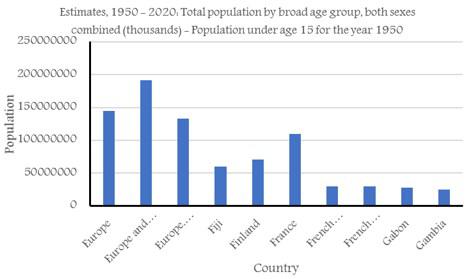 Estimates, 1950 - 2020: Total population by broad age group, both sexes
combined (thousands) - Population under age 15 for the year 1950
250000000
200000000
150000000
100000000
50000000
0
Population
Europe
Europe and...
Europe....
Fiji
Finland
France
French...
French...
Gabon
Gambia
Country